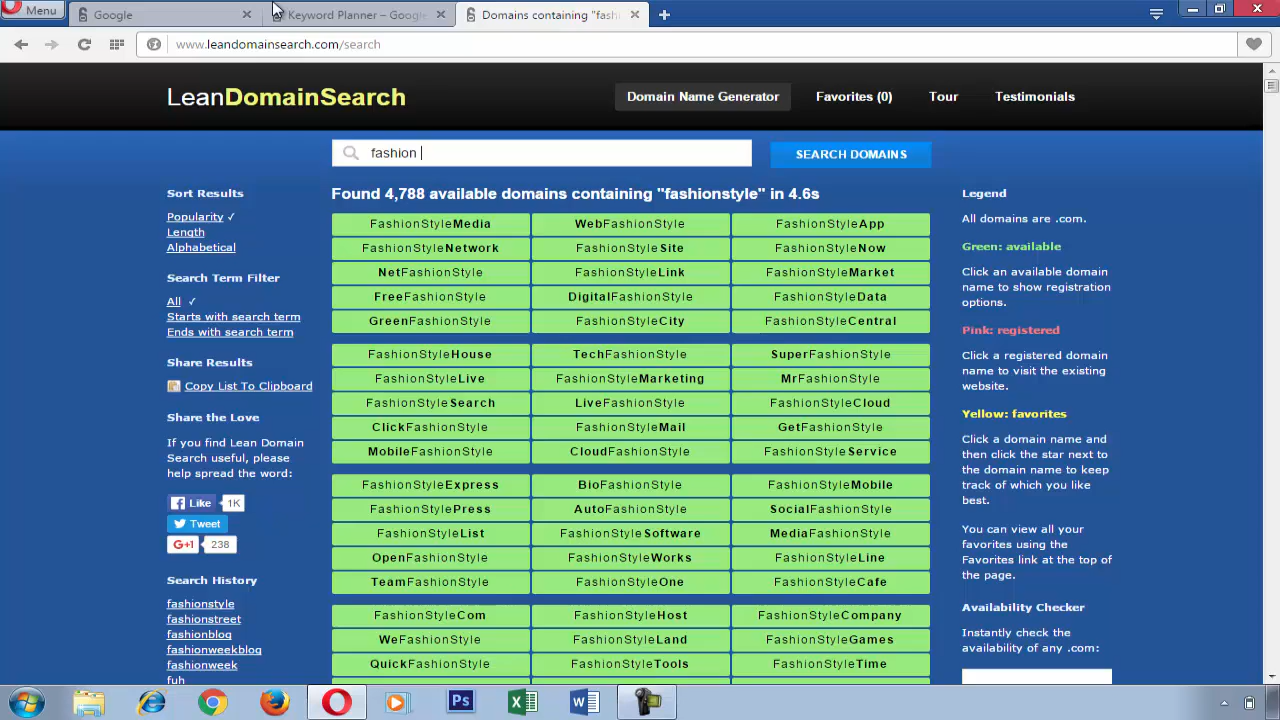 Menu
Google
Keyword Planner – Google
Domains containing "fash
www.leandomainsearch.com/search
LeanDomainSearch
Domain Name Generator
Favorites (0)
Tour
Testimonials
fashion
SEARCH DOMAINS
Sort Results
Popularity ✓
Length
Alphabetical
Search Term Filter
All ✓
Starts with search term
Ends with search term
Share Results
Copy List To Clipboard
Share the Love
If you find Lean Domain
Search useful, please
help spread the word:
Like 1K
Tweet
G+1 238
Search History
fashionstyle
fashionstreet
fashionblog
fashionweekblog
fashionweek
fuh
Found 4,788 available domains containing "fashionstyle" in 4.6s
FashionStyleMedia WebFashionStyle FashionStyleApp
FashionStyleNetwork FashionStyleSite FashionStyleNow
NetFashionStyle FashionStyleLink FashionStyleMarket
FreeFashionStyle DigitalFashionStyle FashionStyleData
GreenFashionStyle FashionStyleCity FashionStyleCentral
FashionStyleHouse TechFashionStyle SuperFashionStyle
FashionStyleLive FashionStyleMarketing MrFashionStyle
FashionStyleSearch LiveFashionStyle FashionStyleCloud
ClickFashionStyle FashionStyleMail GetFashionStyle
MobileFashionStyle CloudFashionStyle FashionStyleService
FashionStyleExpress BioFashionStyle FashionStyleMobile
FashionStylePress AutoFashionStyle SocialFashionStyle
FashionStyleList FashionStyleSoftware MediaFashionStyle
OpenFashionStyle FashionStyleWorks FashionStyleLine
TeamFashionStyle FashionStyleOne FashionStyleCafe
FashionStyleCom FashionStyleHost FashionStyleCompany
WeFashionStyle FashionStyleLand FashionStyleGames
QuickFashionStyle FashionStyleTools FashionStyleTime
Legend
All domains are .com.
Green: available
Click an available domain
name to show registration
options.
Pink: registered
Click a registered domain
name to visit the existing
website.
Yellow: favorites
Click a domain name and
then click the star next to
the domain name to keep
track of which you like
best.
You can view all your
favorites using the
Favorites link at the top of
the page.
Availability Checker
Instantly check the
availability of any .com:
Ps